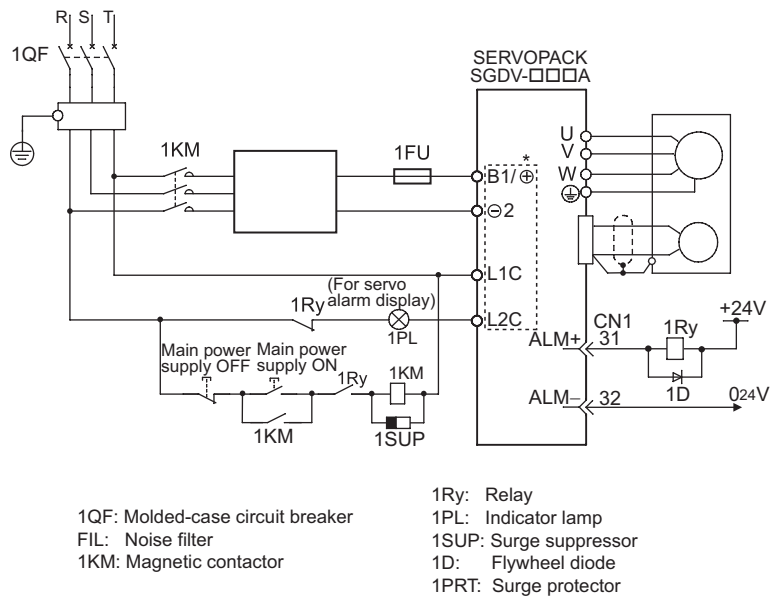 R S T
1QF
SERVOPACK
SGDV-□□□A
1KM
1FU
*
B1/⊕
⊖2
U
V
W
L1C
(For servo
alarm display)
1Ry
1PL
L2C
CN1
ALM+ 31
1Ry
+24V
1D
ALM− 32
024V
Main power
supply OFF
Main power
supply ON
1Ry
1KM
1KM
1SUP
1QF: Molded-case circuit breaker
FIL: Noise filter
1KM: Magnetic contactor
1Ry: Relay
1PL: Indicator lamp
1SUP: Surge suppressor
1D: Flywheel diode
1PRT: Surge protector